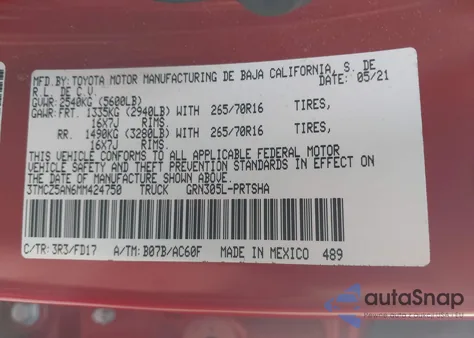 MFD. BY: TOYOTA MOTOR MANUFACTURING DE BAJA CALIFORNIA, S. DE
R.L. DE C.V. DATE: 05/21
GVWR: 2540KG (5600LB)
GAWR: FRT. 1335KG (2940LB) WITH 265/70R16 TIRES,
16X7J RIMS.
RR. 1490KG (3280LB) WITH 265/70R16 TIRES,
16X7J RIMS.
THIS VEHICLE CONFORMS TO ALL APPLICABLE FEDERAL MOTOR
VEHICLE SAFETY AND THEFT PREVENTION STANDARDS IN EFFECT ON
THE DATE OF MANUFACTURE SHOWN ABOVE.
3TMCZ5AN6MM424750 TRUCK GRN305L-PRTSHA
C/TR: 3R3/FD17 A/TM: B07B/AC60F MADE IN MEXICO 489
autoSnap